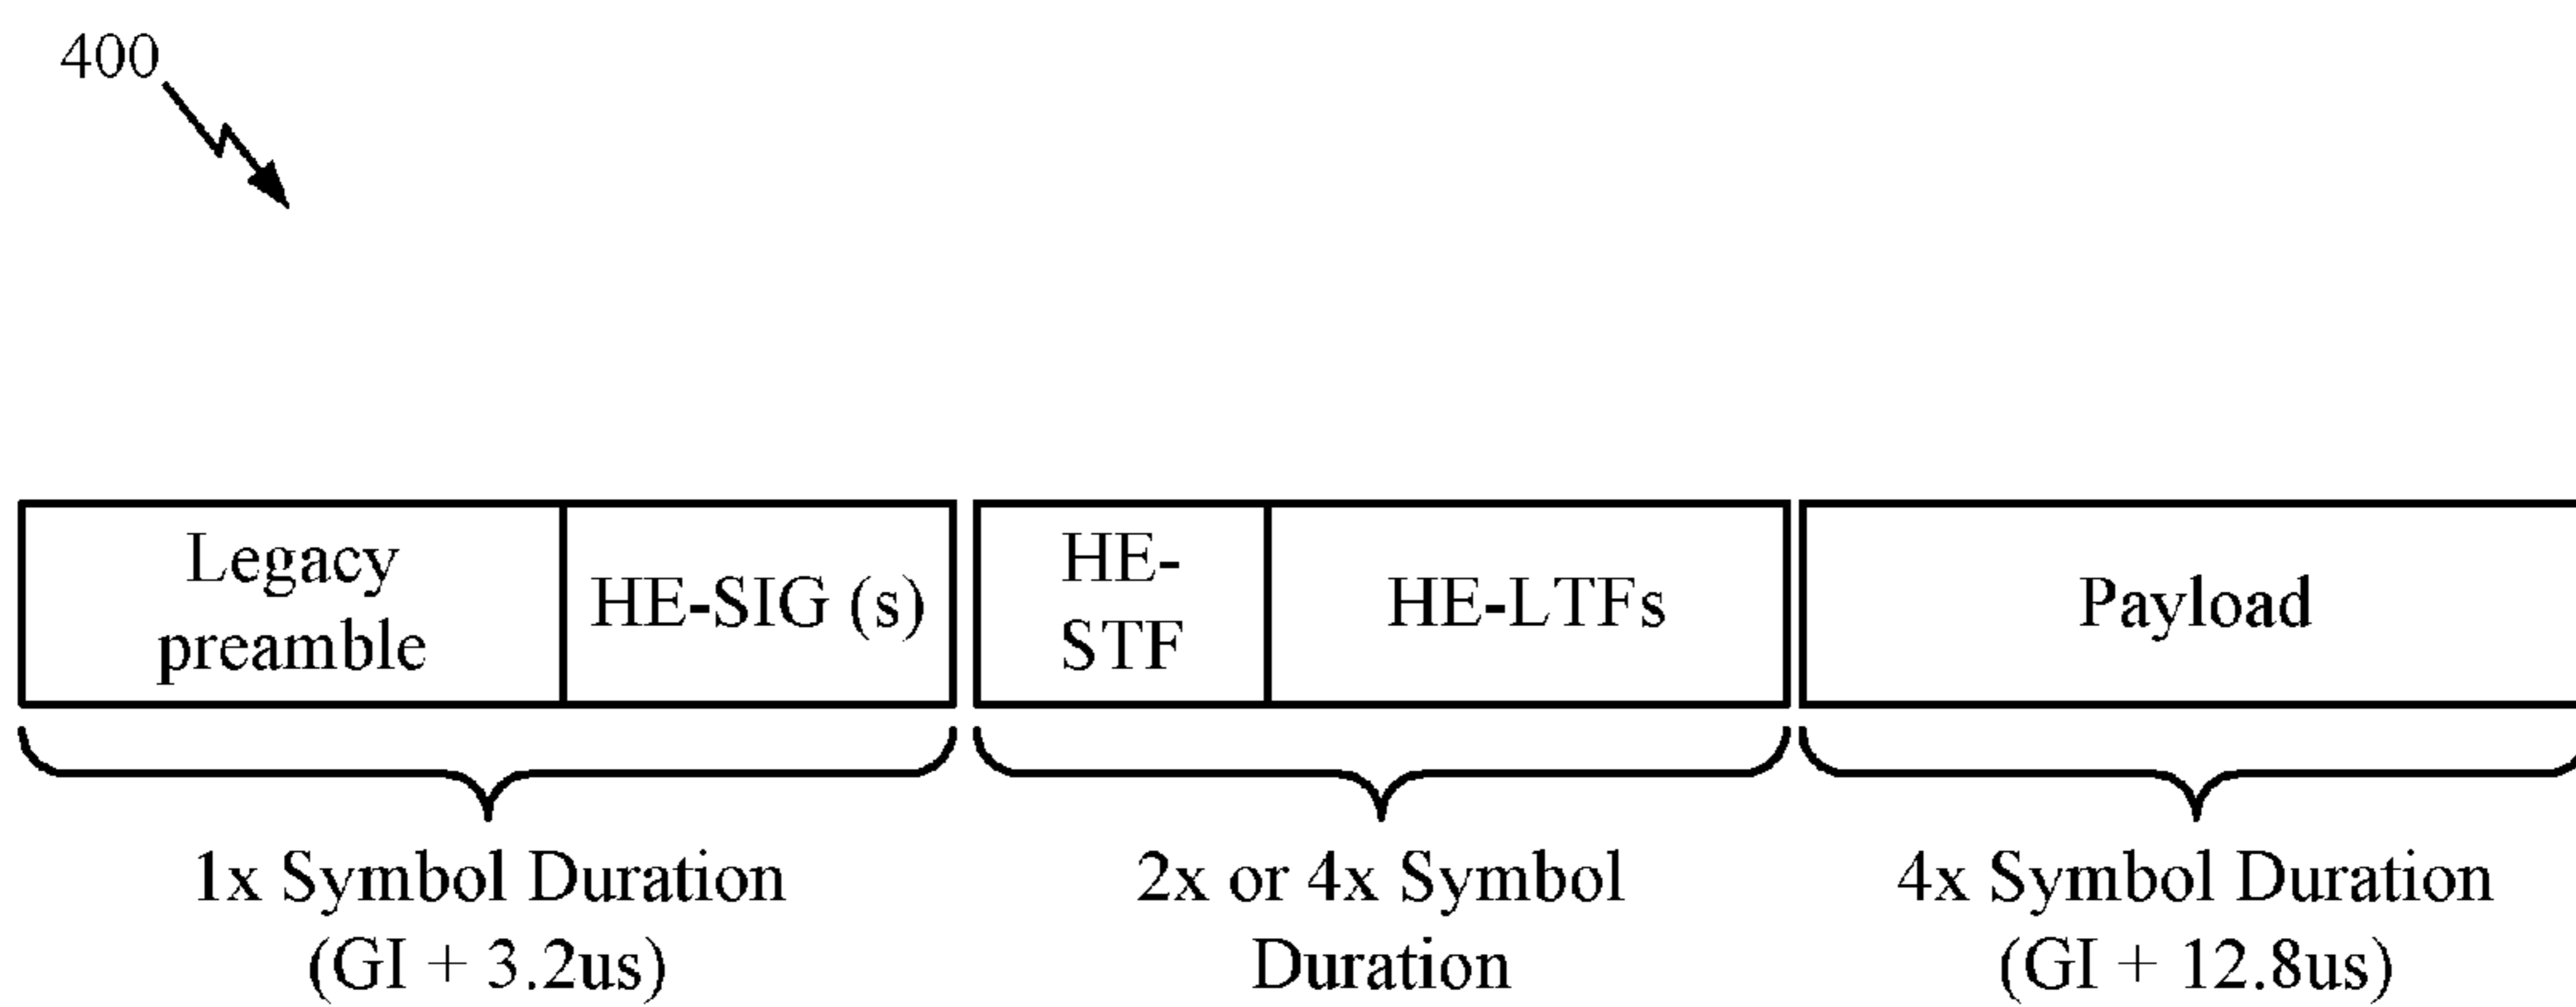 400
Legacy
preamble
HE-SIG (s)
HE-
STF
HE-LTFs
Payload
1x Symbol Duration
(GI + 3.2us)
2x or 4x Symbol
Duration
4x Symbol Duration
(GI + 12.8us)